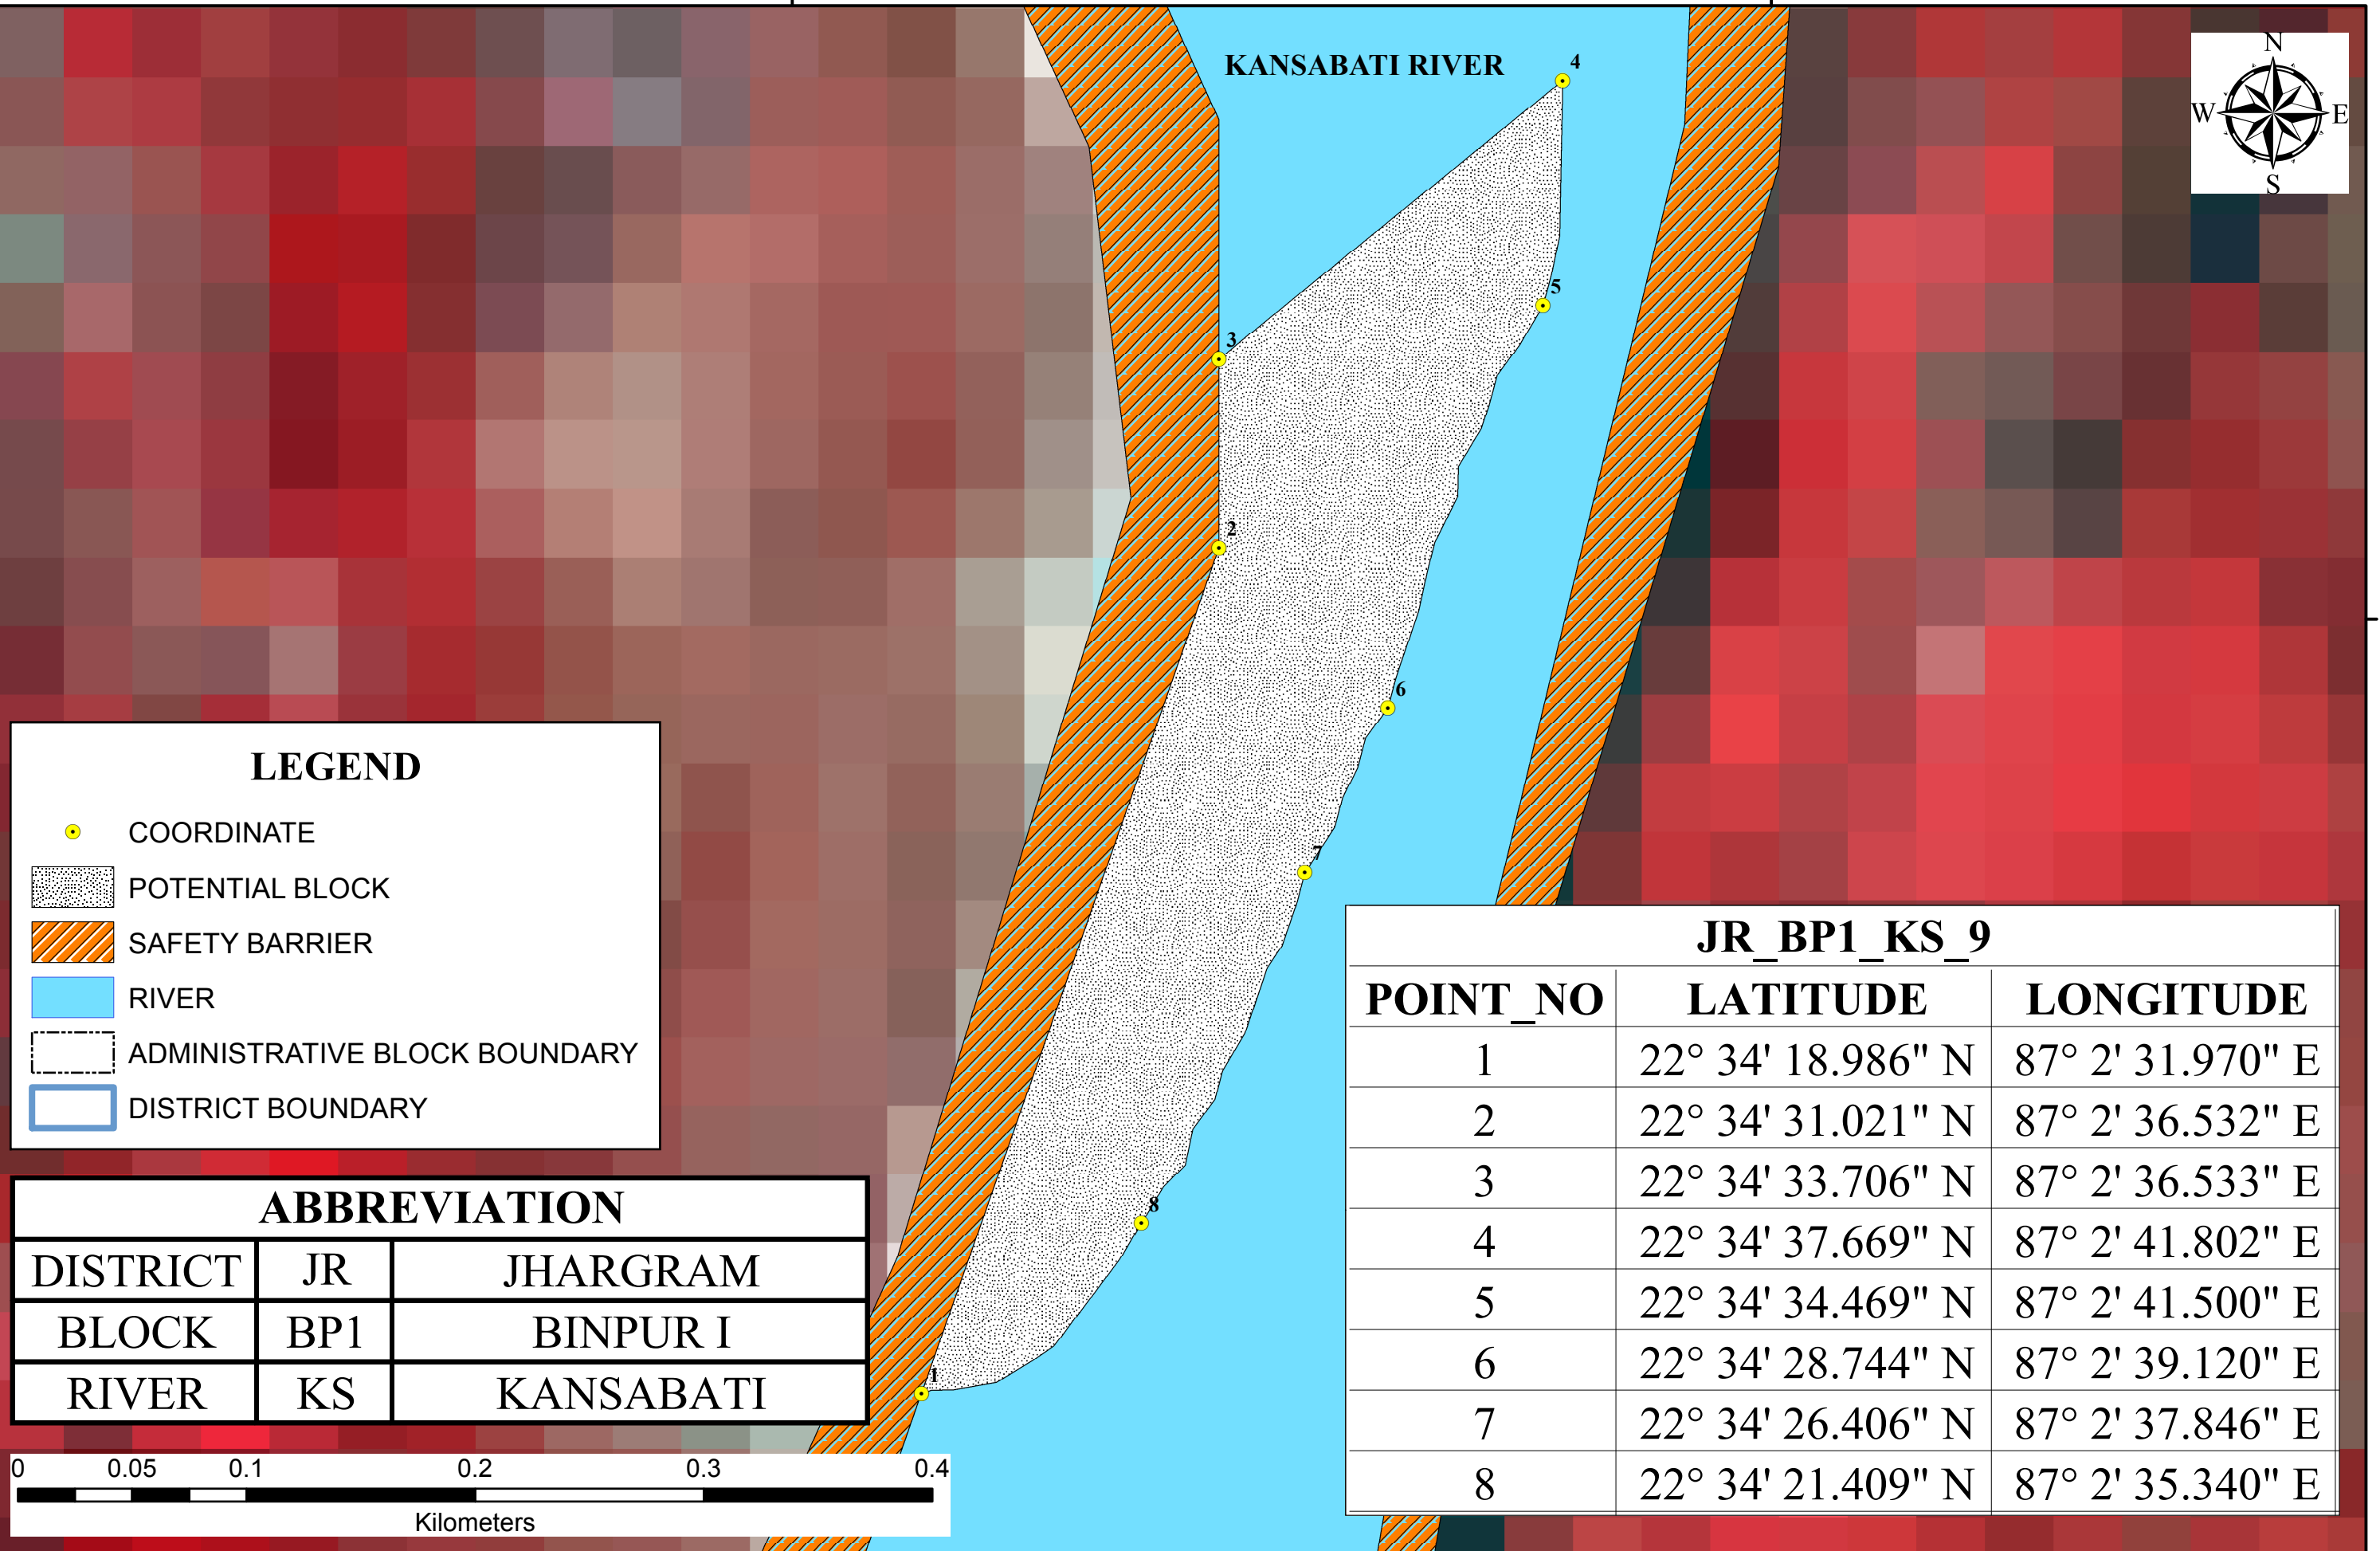 KANSABATI RIVER
4
N
W E
S
5
3
2
6
7
8
1
LEGEND
COORDINATE
POTENTIAL BLOCK
SAFETY BARRIER
RIVER
ADMINISTRATIVE BLOCK BOUNDARY
DISTRICT BOUNDARY
ABBREVIATION
DISTRICT JR JHARGRAM
BLOCK BP1 BINPUR I
RIVER KS KANSABATI
0 0.05 0.1 0.2 0.3 0.4
Kilometers
JR_BP1_KS_9
POINT_NO LATITUDE LONGITUDE
1 22° 34' 18.986" N 87° 2' 31.970" E
2 22° 34' 31.021" N 87° 2' 36.532" E
3 22° 34' 33.706" N 87° 2' 36.533" E
4 22° 34' 37.669" N 87° 2' 41.802" E
5 22° 34' 34.469" N 87° 2' 41.500" E
6 22° 34' 28.744" N 87° 2' 39.120" E
7 22° 34' 26.406" N 87° 2' 37.846" E
8 22° 34' 21.409" N 87° 2' 35.340" E